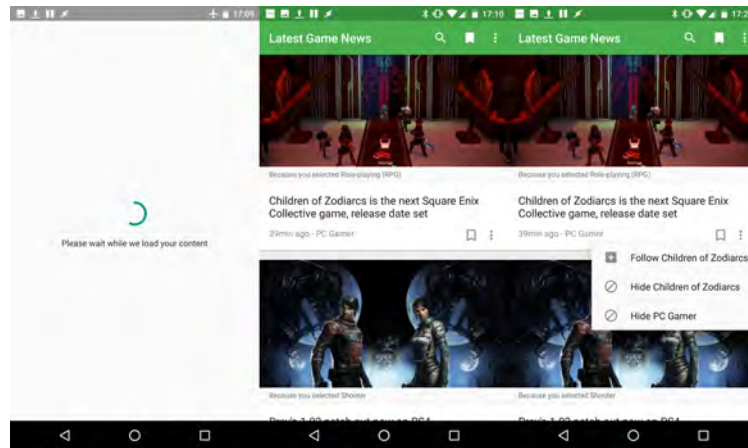 17:09
Please wait while we load your content
17:10
Latest Game News
Because you selected Role-playing (RPG)
Children of Zodiarcs is the next Square Enix
Collective game, release date set
29min ago - PC Gamer
Because you selected Shooter
17:2
Latest Game News
Because you selected Role-playing (RPG)
Children of Zodiarcs is the next Square Enix
Collective game, release date set
39min ago - PC Gamer
Follow Children of Zodiarcs
Hide Children of Zodiarcs
Hide PC Gamer
Because you selected Shooter